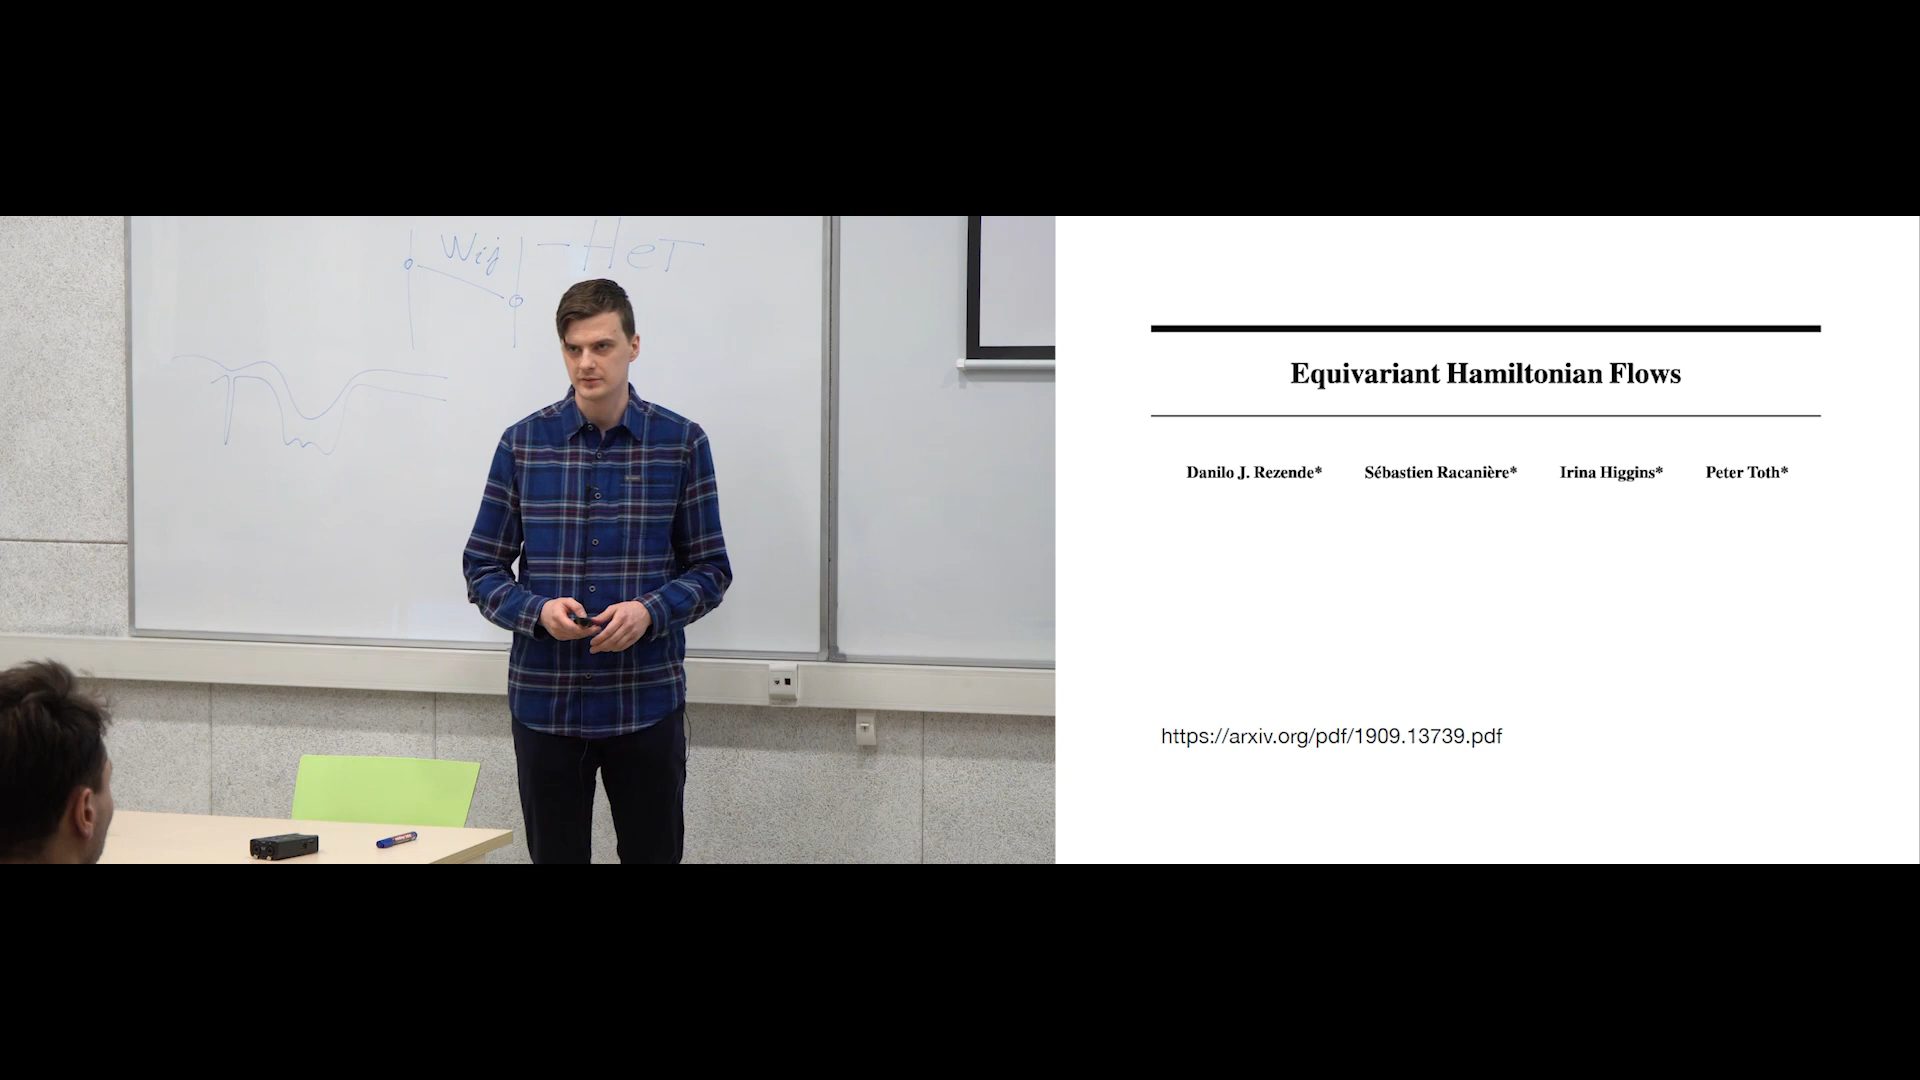 Wij — Нет
Equivariant Hamiltonian Flows
Danilo J. Rezende* Sébastien Racanière* Irina Higgins* Peter Toth*
https://arxiv.org/pdf/1909.13739.pdf